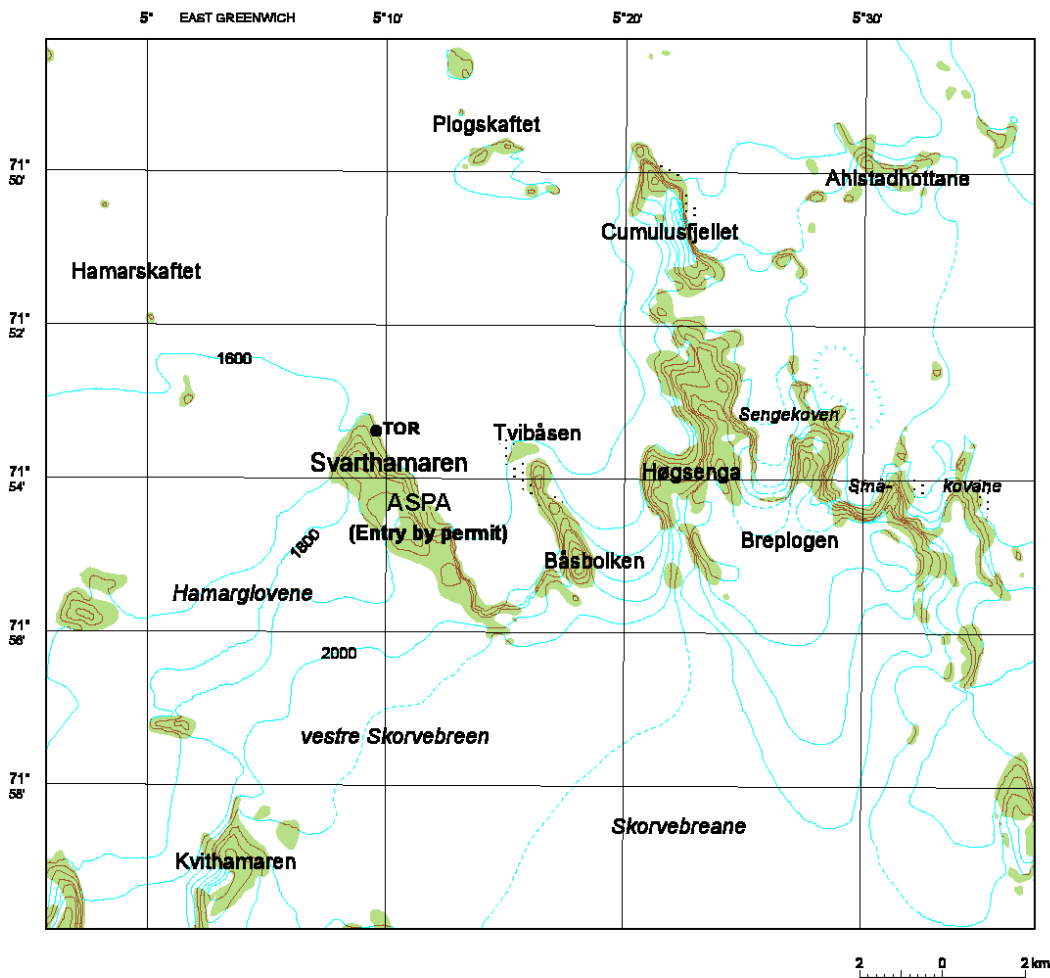 5° EAST GREENWICH 5°10' 5°20' 5°30'
Plogskaftet
71°
50'
Ahlstadhottane
Cumulusfjellet
Hamarskaftet
71°
52'
1600
Sengekoven
TOR
Tvibåsen
Svarthamaren
71°
54'
Høgsenga
Små-
kovane
ASPA
(Entry by permit)
1800
Breplogen
Båsbolken
Hamarglovene
71°
56'
2000
vestre Skorvebreen
71°
58'
Skorvebreane
Kvithamaren
2 0 2 km